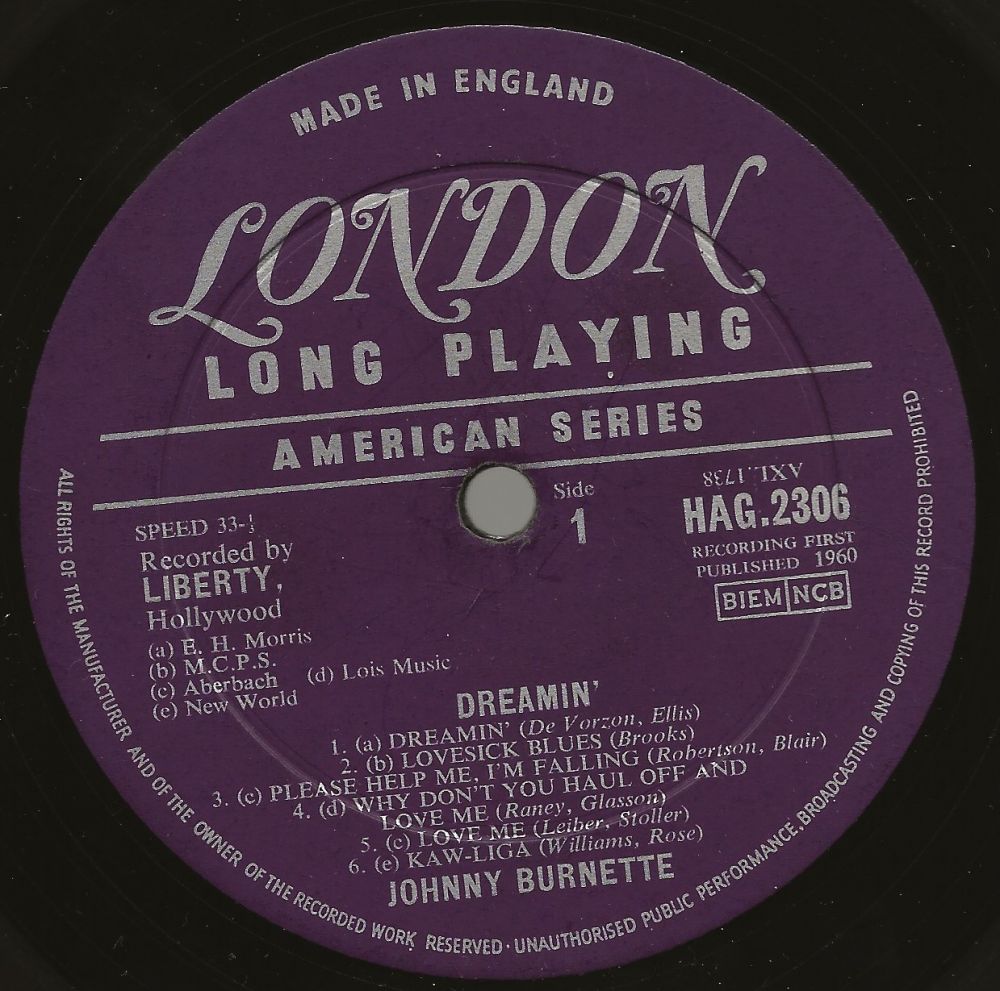 MADE IN ENGLAND
LONDON
LONG PLAYING
AMERICAN SERIES
SPEED 33-⅓
Recorded by
LIBERTY,
Hollywood
(a) E. H. Morris
(b) M.C.P.S.
(c) Aberbach
(d) Lois Music
(e) New World
Side
1
AXL.1738
HAG.2306
RECORDING FIRST
PUBLISHED 1960
BIEM NCB
DREAMIN'
1. (a) DREAMIN' (De Vorzon, Ellis)
2. (b) LOVESICK BLUES (Brooks)
3. (c) PLEASE HELP ME, I'M FALLING (Robertson, Blair)
4. (d) WHY DON'T YOU HAUL OFF AND
LOVE ME (Raney, Glasson)
5. (c) LOVE ME (Leiber, Stoller)
6. (e) KAW-LIGA (Williams, Rose)
JOHNNY BURNETTE
ALL RIGHTS OF THE MANUFACTURER AND OF THE OWNER OF THE RECORDED WORK RESERVED · UNAUTHORISED PUBLIC PERFORMANCE, BROADCASTING AND COPYING OF THIS RECORD PROHIBITED